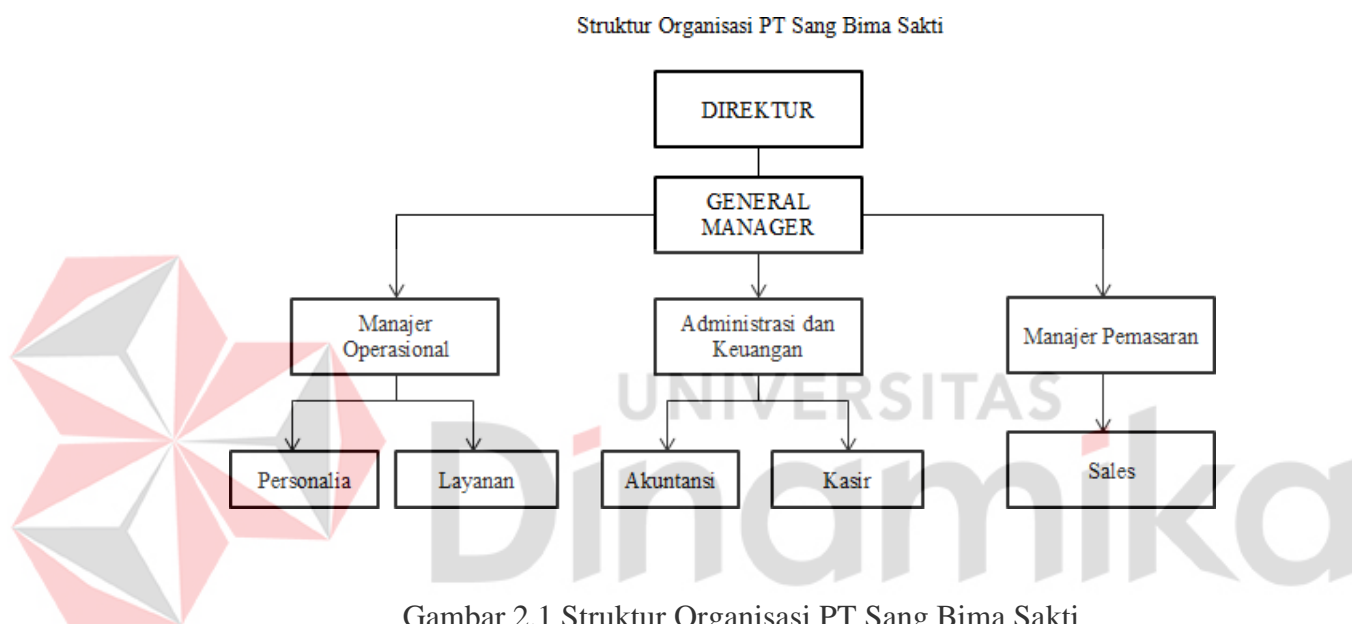 Struktur Organisasi PT Sang Bima Sakti
DIREKTUR
GENERAL
MANAGER
Manajer
Operasional
Administrasi dan
Keuangan
Manajer Pemasaran
UNIVERSITAS
Dinamika
Personalia
Layanan
Akuntansi
Kasir
Sales
Gambar 2.1 Struktur Organisasi PT Sang Bima Sakti